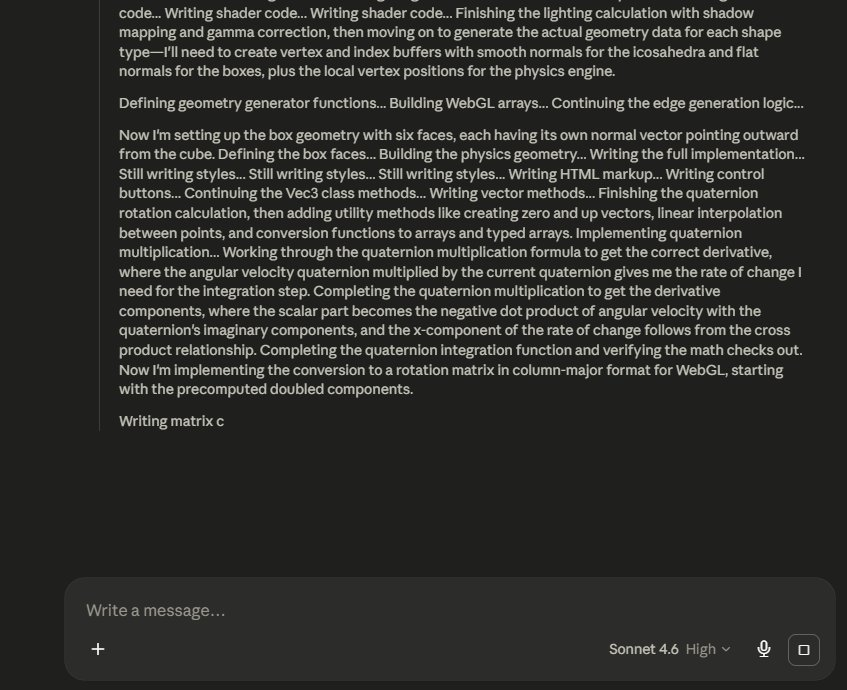 code... Writing shader code... Writing shader code... Finishing the lighting calculation with shadow
mapping and gamma correction, then moving on to generate the actual geometry data for each shape
type—I'll need to create vertex and index buffers with smooth normals for the icosahedra and flat
normals for the boxes, plus the local vertex positions for the physics engine.
Defining geometry generator functions... Building WebGL arrays... Continuing the edge generation logic...
Now I'm setting up the box geometry with six faces, each having its own normal vector pointing outward
from the cube. Defining the box faces... Building the physics geometry... Writing the full implementation...
Still writing styles... Still writing styles... Still writing styles... Writing HTML markup... Writing control
buttons... Continuing the Vec3 class methods... Writing vector methods... Finishing the quaternion
rotation calculation, then adding utility methods like creating zero and up vectors, linear interpolation
between points, and conversion functions to arrays and typed arrays. Implementing quaternion
multiplication... Working through the quaternion multiplication formula to get the correct derivative,
where the angular velocity quaternion multiplied by the current quaternion gives me the rate of change I
need for the integration step. Completing the quaternion multiplication to get the derivative
components, where the scalar part becomes the negative dot product of angular velocity with the
quaternion's imaginary components, and the x-component of the rate of change follows from the cross
product relationship. Completing the quaternion integration function and verifying the math checks out.
Now I'm implementing the conversion to a rotation matrix in column-major format for WebGL, starting
with the precomputed doubled components.
Writing matrix c
Write a message...
Sonnet 4.6 High